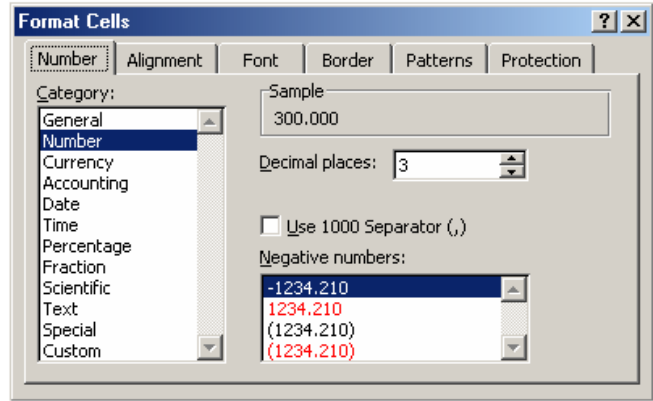 Format Cells
Number Alignment Font Border Patterns Protection
Category:
General
Number
Currency
Accounting
Date
Time
Percentage
Fraction
Scientific
Text
Special
Custom
Sample
300.000
Decimal places: 3
Use 1000 Separator (,)
Negative numbers:
-1234.210
1234.210
(1234.210)
(1234.210)